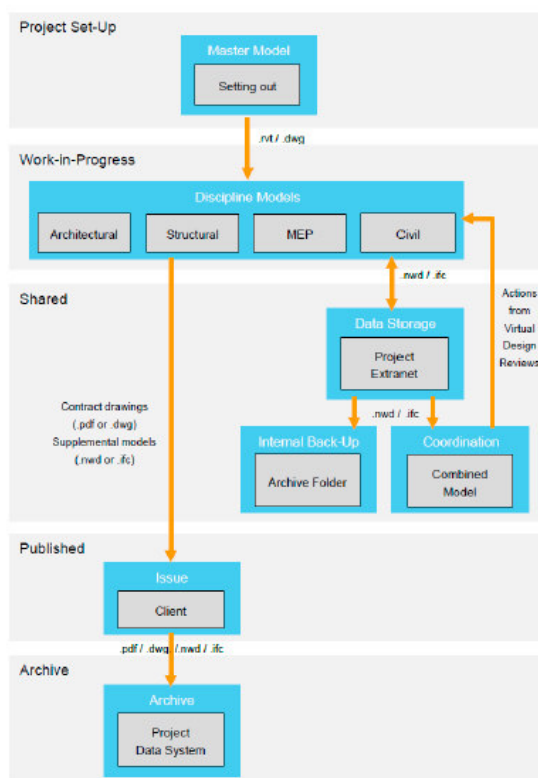 Project Set-Up
Master Model
Setting out
.rvt / .dwg
Work-in-Progress
Discipline Models
Architectural
Structural
MEP
Civil
.nwd / .ifc
Shared
Actions
from
Virtual
Design
Reviews
Data Storage
Project
Extranet
Contract drawings
(.pdf or .dwg)
Supplemental models
(.nwd or .ifc)
.nwd / .ifc
Internal Back-Up
Archive Folder
Coordination
Combined
Model
Published
Issue
Client
.pdf / .dwg /.nwd / .ifc
Archive
Archive
Project
Data System